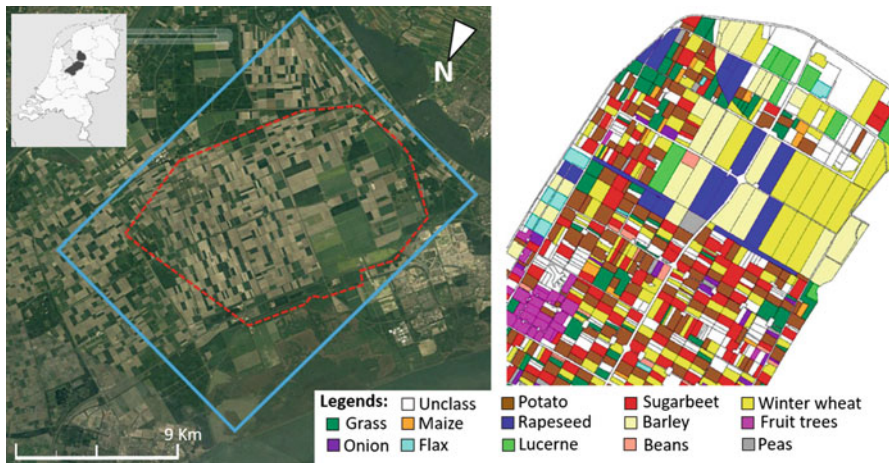 N
9 Km
Legends:
Unclass
Potato
Sugarbeet
Winter wheat
Grass
Maize
Rapeseed
Barley
Fruit trees
Onion
Flax
Lucerne
Beans
Peas